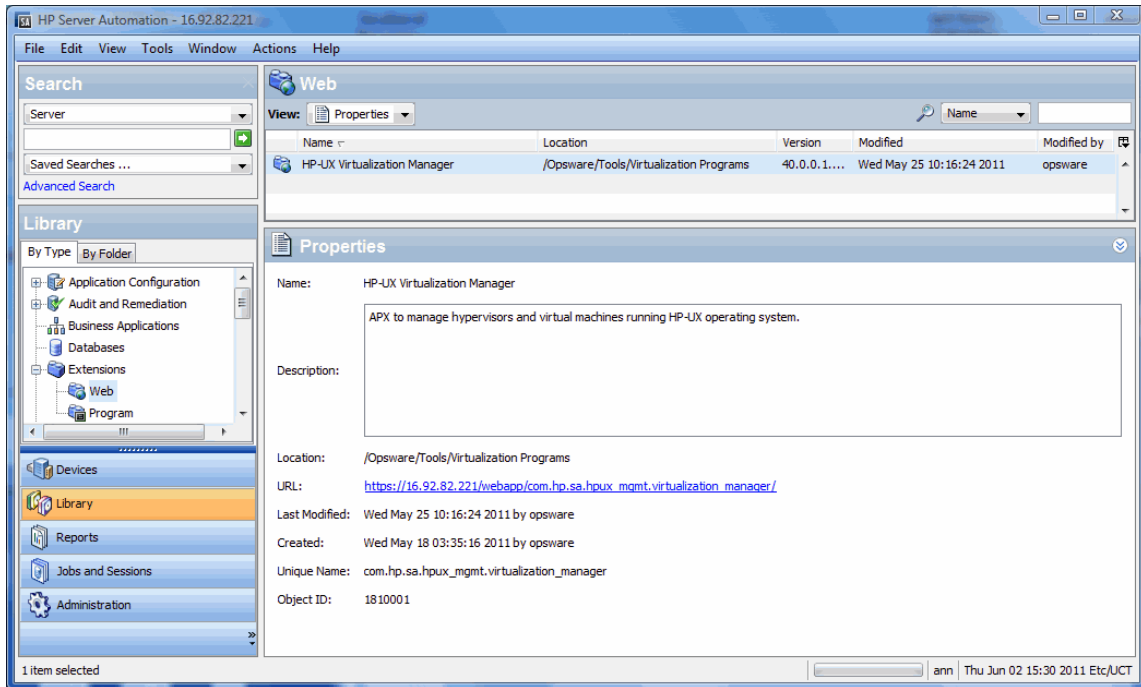 HP Server Automation - 16.92.82.221
File Edit View Tools Window Actions Help
Search
Server
Saved Searches ...
Advanced Search
Library
By Type By Folder
Application Configuration
Audit and Remediation
Business Applications
Databases
Extensions
Web
Program
Devices
Library
Reports
Jobs and Sessions
Administration
Web
View: Properties Name
Name Location Version Modified Modified by
HP-UX Virtualization Manager /Opsware/Tools/Virtualization Programs 40.0.0.1.... Wed May 25 10:16:24 2011 opsware
Properties
Name: HP-UX Virtualization Manager
Description: APX to manage hypervisors and virtual machines running HP-UX operating system.
Location: /Opsware/Tools/Virtualization Programs
URL: https://16.92.82.221/webapp/com.hp.sa.hpux_mgmt.virtualization_manager/
Last Modified: Wed May 25 10:16:24 2011 by opsware
Created: Wed May 18 03:35:16 2011 by opsware
Unique Name: com.hp.sa.hpux_mgmt.virtualization_manager
Object ID: 1810001
1 item selected ann Thu Jun 02 15:30 2011 Etc/UCT